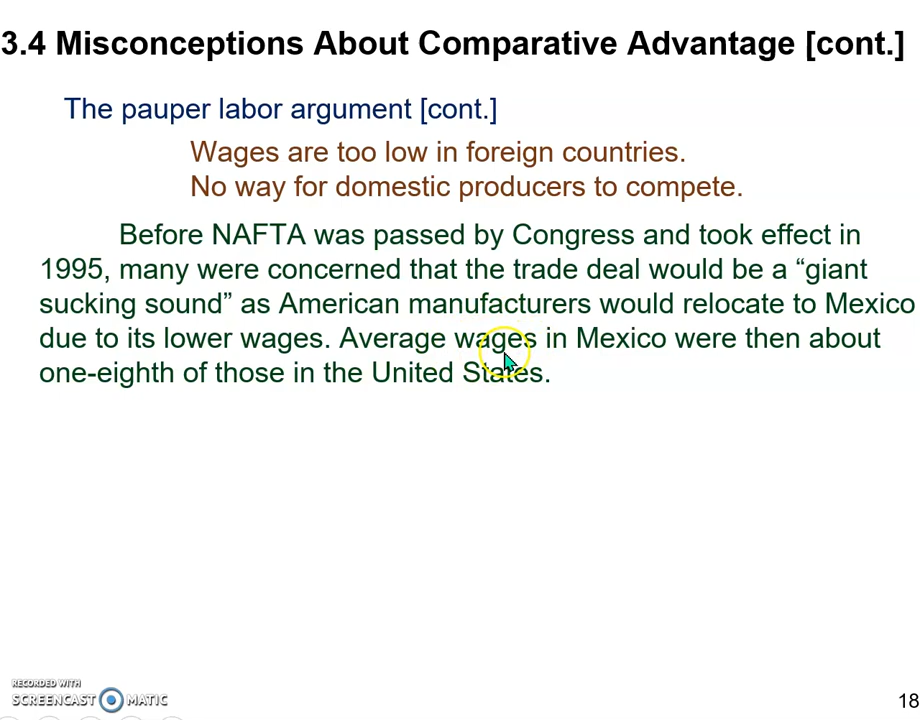 3.4 Misconceptions About Comparative Advantage [cont.]
The pauper labor argument [cont.]
Wages are too low in foreign countries.
No way for domestic producers to compete.
Before NAFTA was passed by Congress and took effect in
1995, many were concerned that the trade deal would be a “giant
sucking sound” as American manufacturers would relocate to Mexico
due to its lower wages. Average wages in Mexico were then about
one-eighth of those in the United States.
RECORDED WITH
SCREENCAST MATIC
18